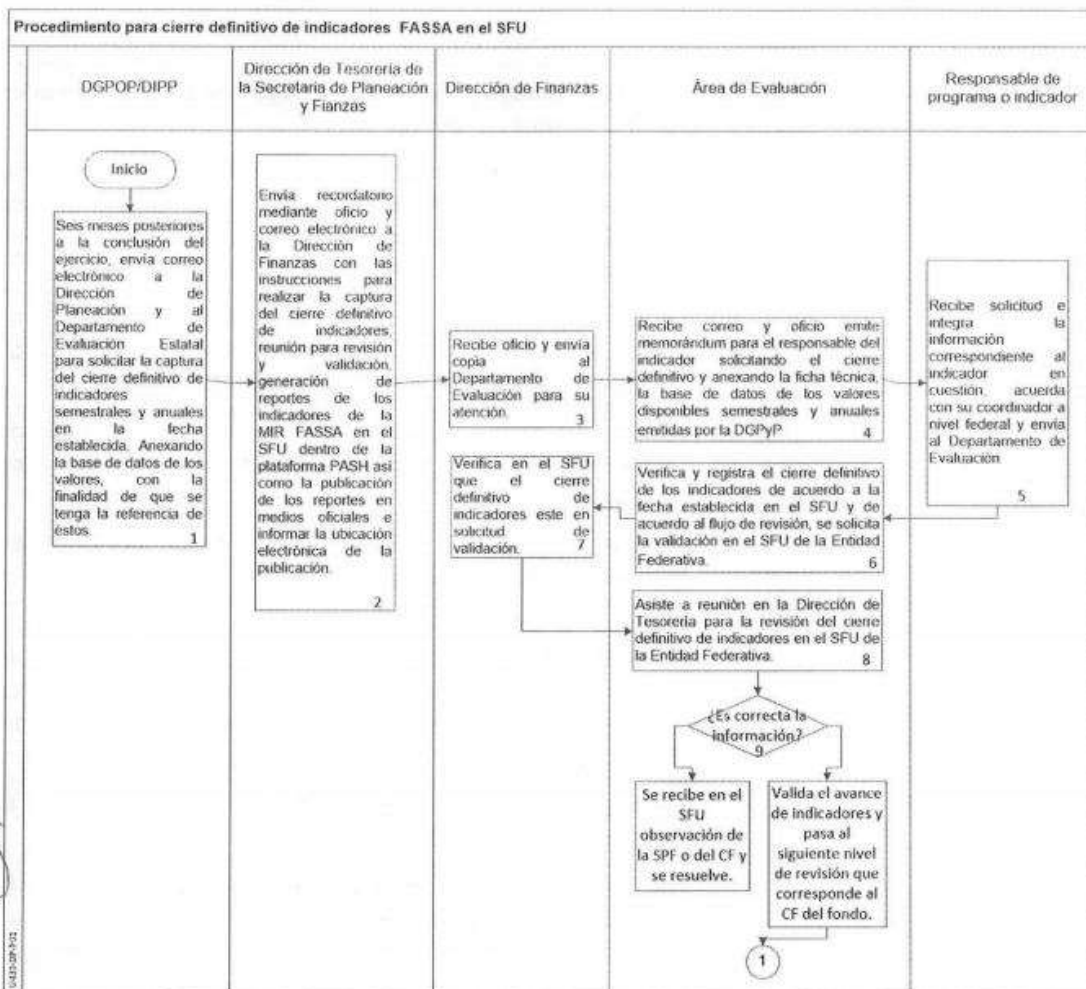 Procedimiento para cierre definitivo de indicadores FASSA en el SFU
DGPOP/DIPP
Dirección de Tesorería de
la Secretaria de Planeación
y Fianzas
Dirección de Finanzas
Área de Evaluación
Responsable de
programa o indicador
Inicio
Seis meses posteriores
a la conclusión del
ejercicio, envía correo
electrónico a la
Dirección de
Planeación y al
Departamento de
Evaluación Estatal
para solicitar la captura
del cierre definitivo de
indicadores
semestrales y anuales
en la fecha
establecida. Anexando
la base de datos de los
valores, con la
finalidad de que se
tenga la referencia de
éstos.
1
Envía recordatorio
mediante oficio y
correo electrónico a
la Dirección de
Finanzas con las
instrucciones para
realizar la captura
del cierre definitivo
de indicadores,
reunión para revisión
y validación,
generación de
reportes de los
indicadores de la
MIR FASSA en el
SFU dentro de la
plataforma PASH así
como la publicación
de los reportes en
medios oficiales e
informar la ubicación
electrónica de la
publicación.
2
Recibe oficio y envía
copia al
Departamento de
Evaluación para su
atención.
3
Recibe correo y oficio emite
memorándum para el responsable del
indicador solicitando el cierre
definitivo y anexando la ficha técnica,
la base de datos de los valores
disponibles semestrales y anuales
emitidas por la DGPyP
4
Recibe solicitud e
integra la
información
correspondiente al
indicador en
cuestión, acuerda
con su coordinador a
nivel federal y envía
al Departamento de
Evaluación
5
Verifica y registra el cierre definitivo
de los indicadores de acuerdo a la
fecha establecida en el SFU y de
acuerdo al flujo de revisión, se solicita
la validación en el SFU de la Entidad
Federativa.
6
Verifica en el SFU
que el cierre
definitivo de
indicadores este en
solicitud de
validación.
7
Asiste a reunión en la Dirección de
Tesorería para la revisión del cierre
definitivo de indicadores en el SFU de
la Entidad Federativa.
8
¿Es correcta la
información?
9
Se recibe en el
SFU
observación de
la SPF o del CF y
se resuelve.
Valida el avance
de indicadores y
pasa al
siguiente nivel
de revisión que
corresponde al
CF del fondo.
1